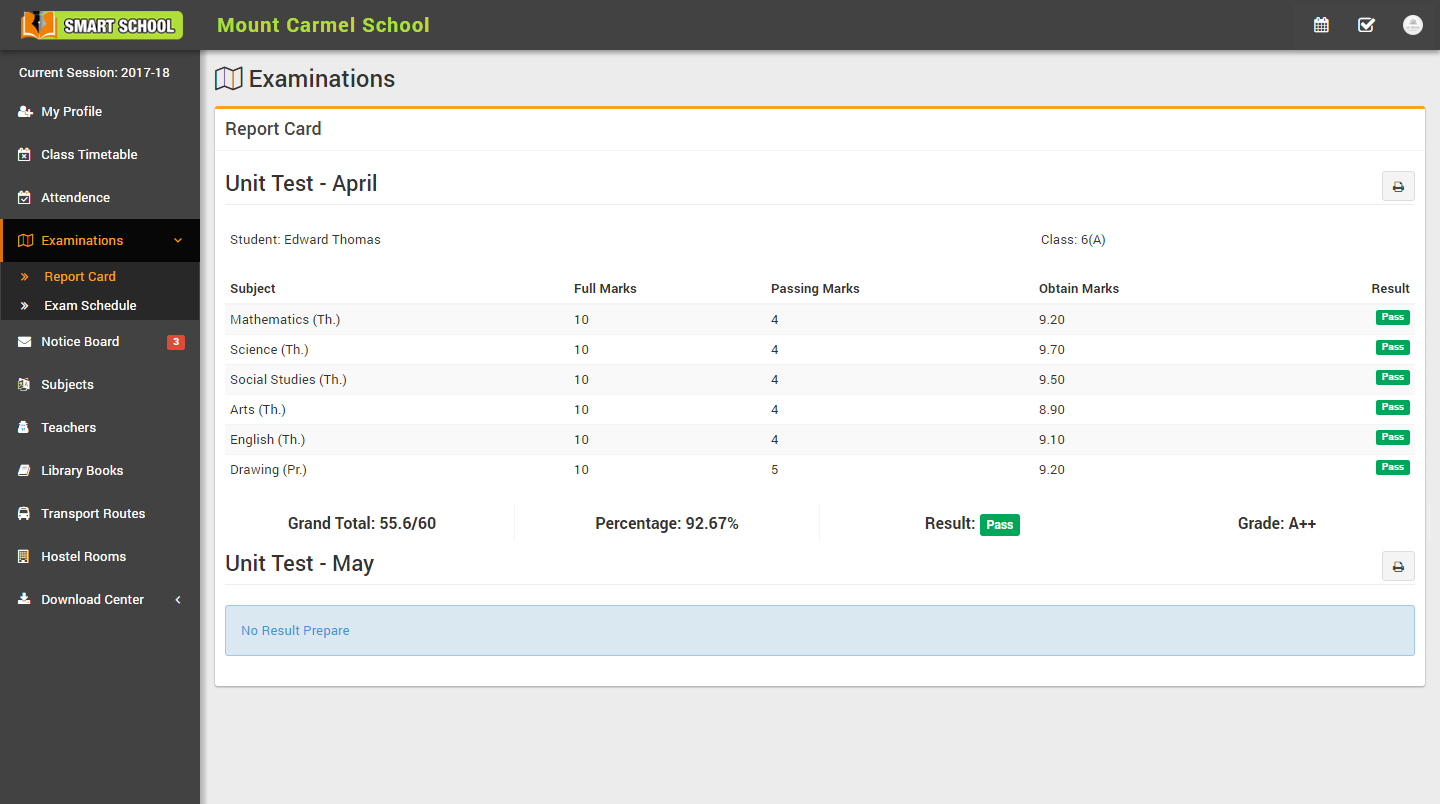 SMART SCHOOL
Mount Carmel School
Current Session: 2017-18
My Profile
Class Timetable
Attendence
Examinations
Report Card
Exam Schedule
Notice Board 3
Subjects
Teachers
Library Books
Transport Routes
Hostel Rooms
Download Center
Examinations
Report Card
Unit Test - April
Student: Edward Thomas Class: 6(A)
Subject Full Marks Passing Marks Obtain Marks Result
Mathematics (Th.) 10 4 9.20 Pass
Science (Th.) 10 4 9.70 Pass
Social Studies (Th.) 10 4 9.50 Pass
Arts (Th.) 10 4 8.90 Pass
English (Th.) 10 4 9.10 Pass
Drawing (Pr.) 10 5 9.20 Pass
Grand Total: 55.6/60 Percentage: 92.67% Result: Pass Grade: A++
Unit Test - May
No Result Prepare